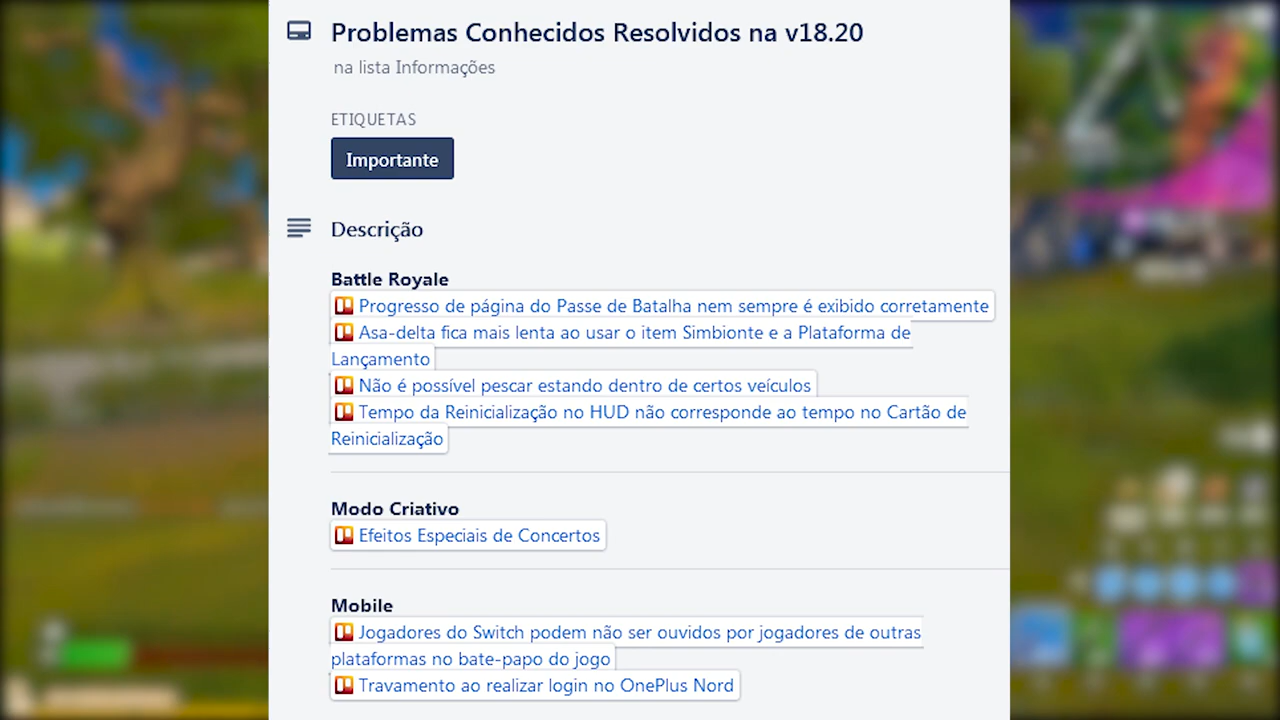 Problemas Conhecidos Resolvidos na v18.20
na lista Informações
ETIQUETAS
Importante
Descrição
Battle Royale
Progresso de página do Passe de Batalha nem sempre é exibido corretamente
Asa-delta fica mais lenta ao usar o item Simbionte e a Plataforma de
Lançamento
Não é possível pescar estando dentro de certos veículos
Tempo da Reinicialização no HUD não corresponde ao tempo no Cartão de
Reinicialização
Modo Criativo
Efeitos Especiais de Concertos
Mobile
Jogadores do Switch podem não ser ouvidos por jogadores de outras
plataformas no bate-papo do jogo
Travamento ao realizar login no OnePlus Nord